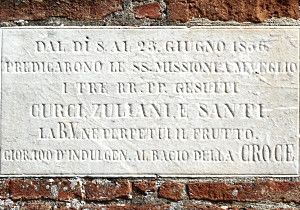 DAL DÌ 8. AL 23. GIUGNO 1856.
PREDICARONO LE SS. MISSIONI A MUGLIO
I TRE RR. PP. GESUITI
CURCI, ZULIANI E SANTI.
LA B.V. NE PERPETUI IL FRUTTO.
GIOR. 100 D'INDULGEN. AL BACIO DELLA CROCE